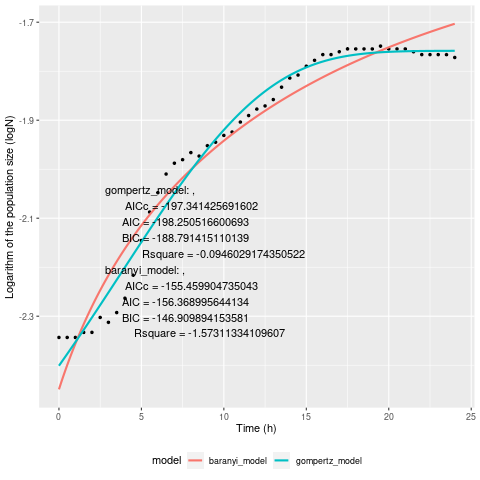 -1.7
-1.9
-2.1
-2.3
Logarithm of the population size (logN)
gompertz_model: ,
AICc = -197.341425691602
AIC = -198.250516600693
BIC = -188.791415110139
Rsquare = -0.0946029174350522
baranyi_model: ,
AICc = -155.459904735043
AIC = -156.368995644134
BIC = -146.909894153581
Rsquare = -1.57311334109607
0 5 10 15 20 25
Time (h)
model baranyi_model gompertz_model